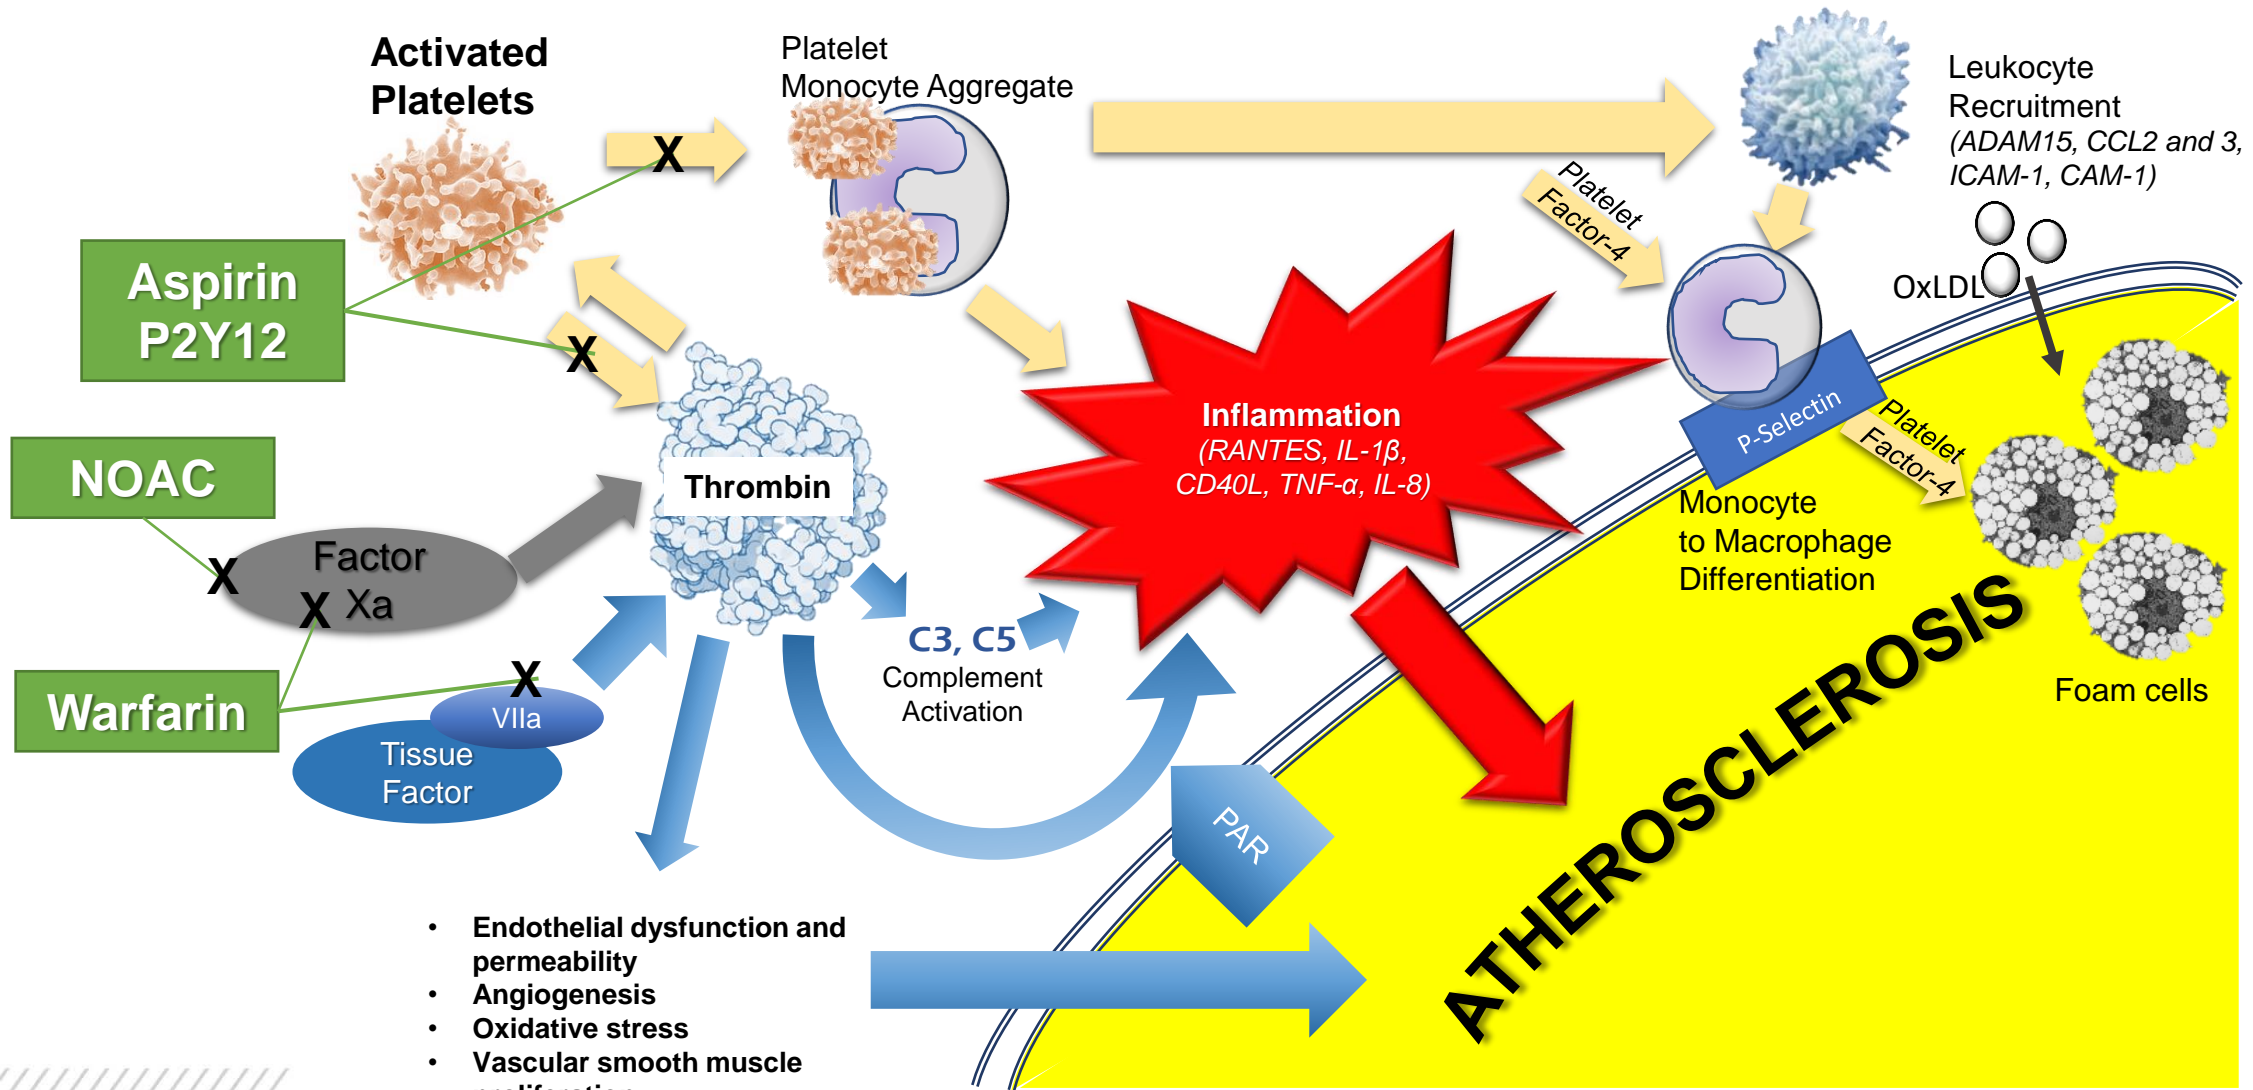 Activated
Platelets
Platelet
Monocyte Aggregate
Leukocyte
Recruitment
(ADAM15, CCL2 and 3,
ICAM-1, CAM-1)
X
Platelet
Factor-4
Aspirin
P2Y12
X
OxLDL
Inflammation
(RANTES, IL-1β,
CD40L, TNF-α, IL-8)
P-Selectin
Platelet
Factor-4
NOAC
Thrombin
Monocyte
to Macrophage
Differentiation
Factor
Xa
X
X
C3, C5
Complement
Activation
Foam cells
Warfarin
X
VIIa
Tissue
Factor
PAR
ATHEROSCLEROSIS
• Endothelial dysfunction and
permeability
• Angiogenesis
• Oxidative stress
• Vascular smooth muscle